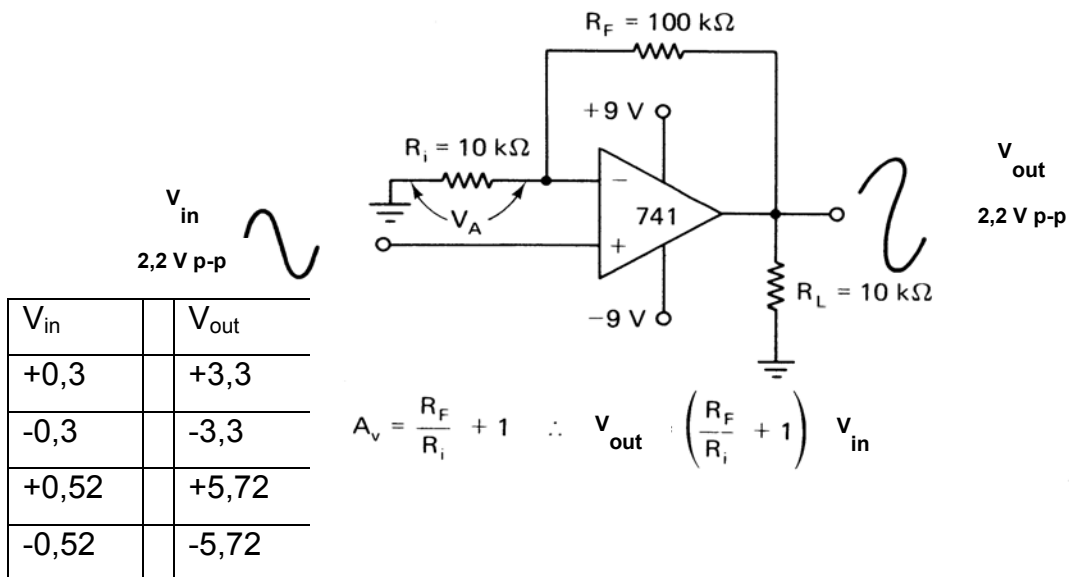 R_F = 100 kΩ
+9 V
R_i = 10 kΩ
V_A
−
+
741
−9 V
V_in
2,2 V p-p
V_out
2,2 V p-p
R_L = 10 kΩ
V_in V_out
+0,3 +3,3
-0,3 -3,3
+0,52 +5,72
-0,52 -5,72
A_v = R_F / R_i + 1 ∴ V_out : (R_F / R_i + 1) V_in